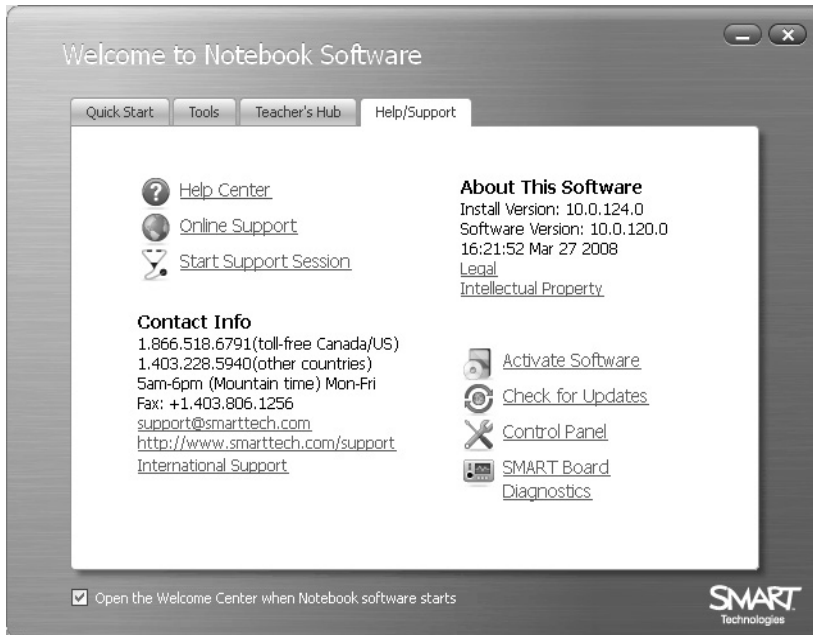 Welcome to Notebook Software
Quick Start
Tools
Teacher's Hub
Help/Support
Help Center
Online Support
Start Support Session
Contact Info
1.866.518.6791(toll-free Canada/US)
1.403.228.5940(other countries)
5am-6pm (Mountain time) Mon-Fri
Fax: +1.403.806.1256
support@smarttech.com
http://www.smarttech.com/support
International Support
About This Software
Install Version: 10.0.124.0
Software Version: 10.0.120.0
16:21:52 Mar 27 2008
Legal
Intellectual Property
Activate Software
Check for Updates
Control Panel
SMART Board
Diagnostics
Open the Welcome Center when Notebook software starts
SMART
Technologies